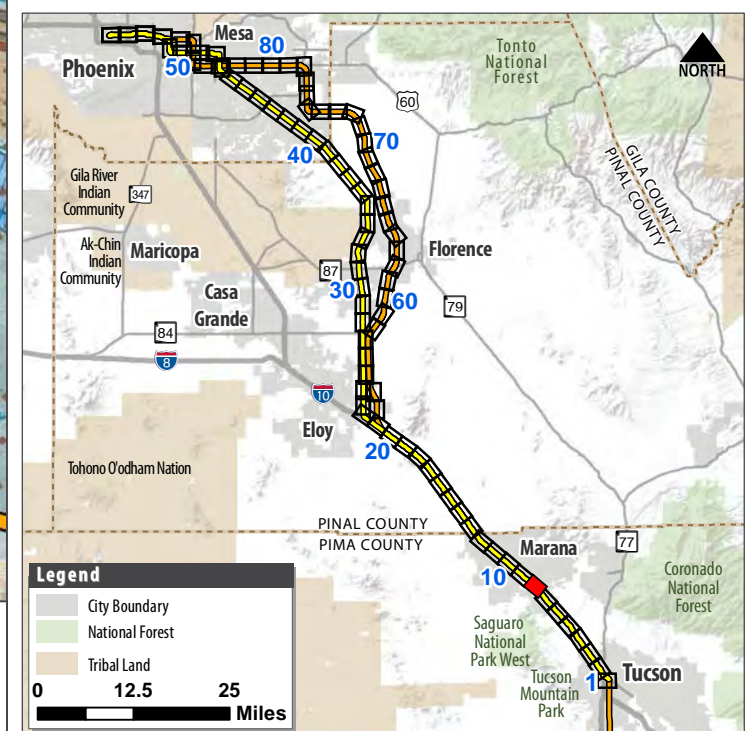 Mesa
80
Tonto
National
Forest
NORTH
Phoenix
50
60
70
40
GILA COUNTY
PINAL COUNTY
Gila River
Indian
Community
347
Ak-Chin
Indian
Community
Maricopa
Florence
87
30
60
Casa
Grande
79
84
8
10
Eloy
20
Tohono O'odham Nation
PINAL COUNTY
PIMA COUNTY
Marana
77
10
Coronado
National
Forest
Saguaro
National
Park West
Tucson
Mountain
Park
1
Tucson
Legend
City Boundary
National Forest
Tribal Land
0 12.5 25
Miles